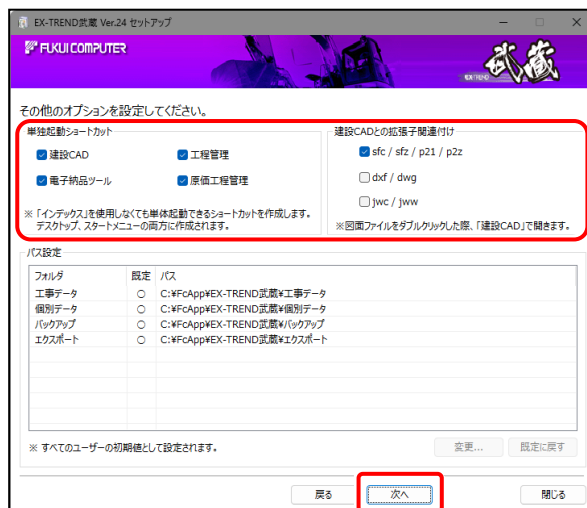 EX-TREND武蔵 Ver.24 セットアップ
FUKUI COMPUTER
EX-TREND 武蔵
その他のオプションを設定してください。
単独起動ショートカット
建設CAD
工程管理
電子納品ツール
原価工程管理
※ 「インデックス」を使用しなくても単体起動できるショートカットを作成します。
デスクトップ、スタートメニューの両方に作成されます。
建設CADとの拡張子関連付け
sfc / sfz / p21 / p2z
dxf / dwg
jwc / jww
※図面ファイルをダブルクリックした際、「建設CAD」で開きます。
パス設定
フォルダ 既定 パス
工事データ ○ C:¥FcApp¥EX-TREND武蔵¥工事データ
個別データ ○ C:¥FcApp¥EX-TREND武蔵¥個別データ
バックアップ ○ C:¥FcApp¥EX-TREND武蔵¥バックアップ
エクスポート ○ C:¥FcApp¥EX-TREND武蔵¥エクスポート
※ すべてのユーザーの初期値として設定されます。
変更... 既定に戻す
戻る 次へ 閉じる